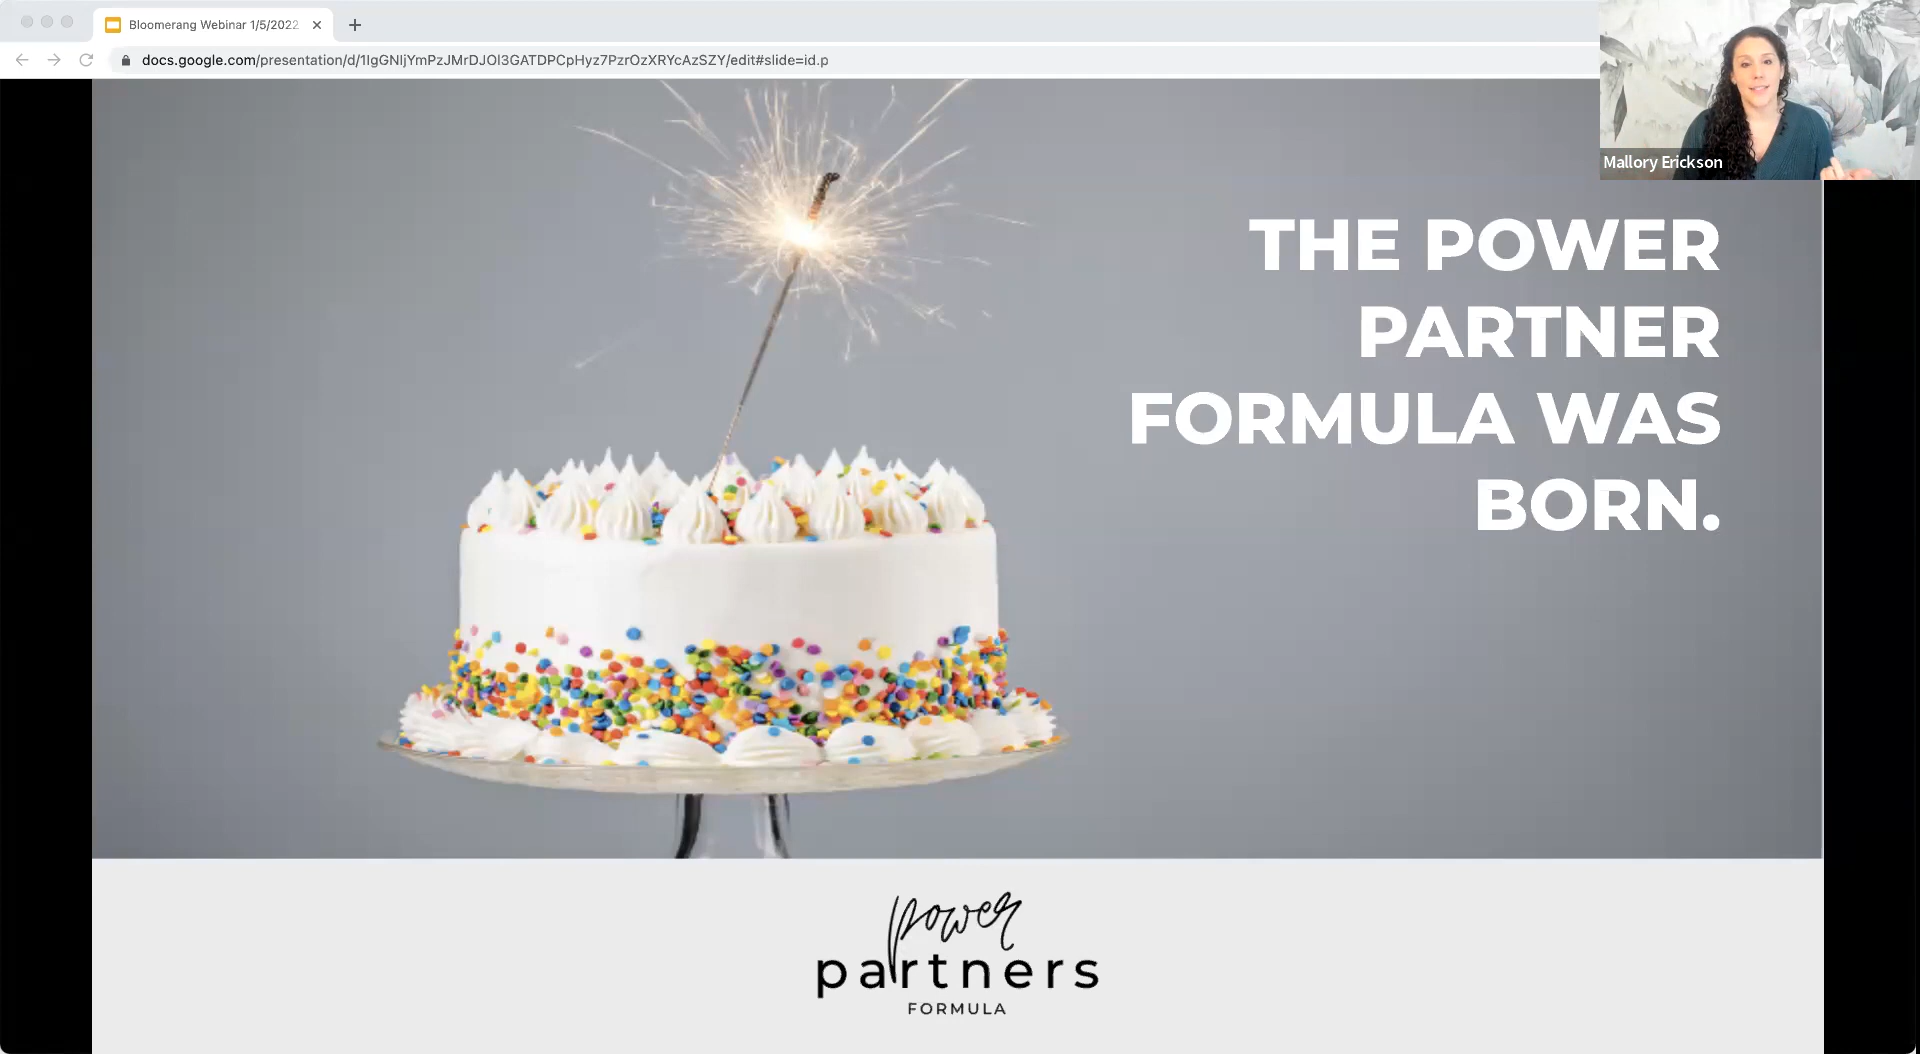 Bloomerang Webinar 1/5/2022
docs.google.com/presentation/d/1IgGNIjYmPzJMrDJOl3GATDPCpHyz7PzrOzXRYcAzSZY/edit#slide=id.p
Mallory Erickson
THE POWER
PARTNER
FORMULA WAS
BORN.
power
partners
FORMULA